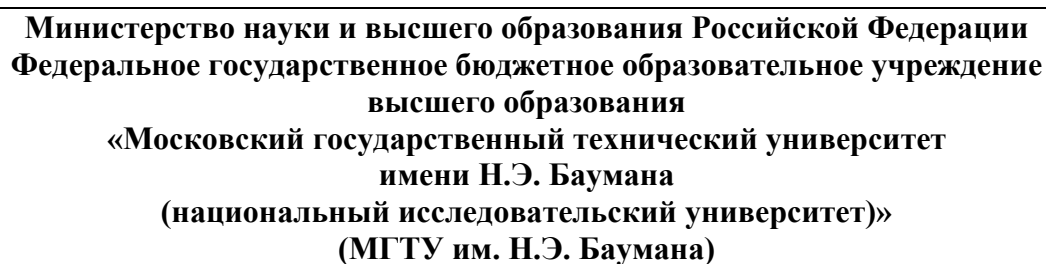 Министерство науки и высшего образования Российской Федерации
Федеральное государственное бюджетное образовательное учреждение
высшего образования
«Московский государственный технический университет
имени Н.Э. Баумана
(национальный исследовательский университет)»
(МГТУ им. Н.Э. Баумана)